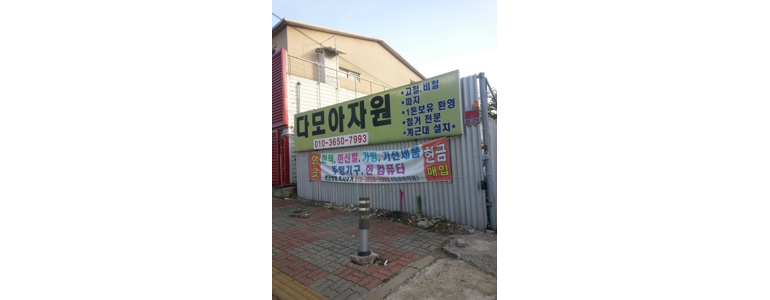 다모아자원
010-3650-7993
*고철.비철
*파지
*1톤보유 환영
*철거 전문
*계근대 설치*
헌옷
헌책, 헌신발, 가방, 가전제품
주방기구, 헌 컴퓨터
현금
매입